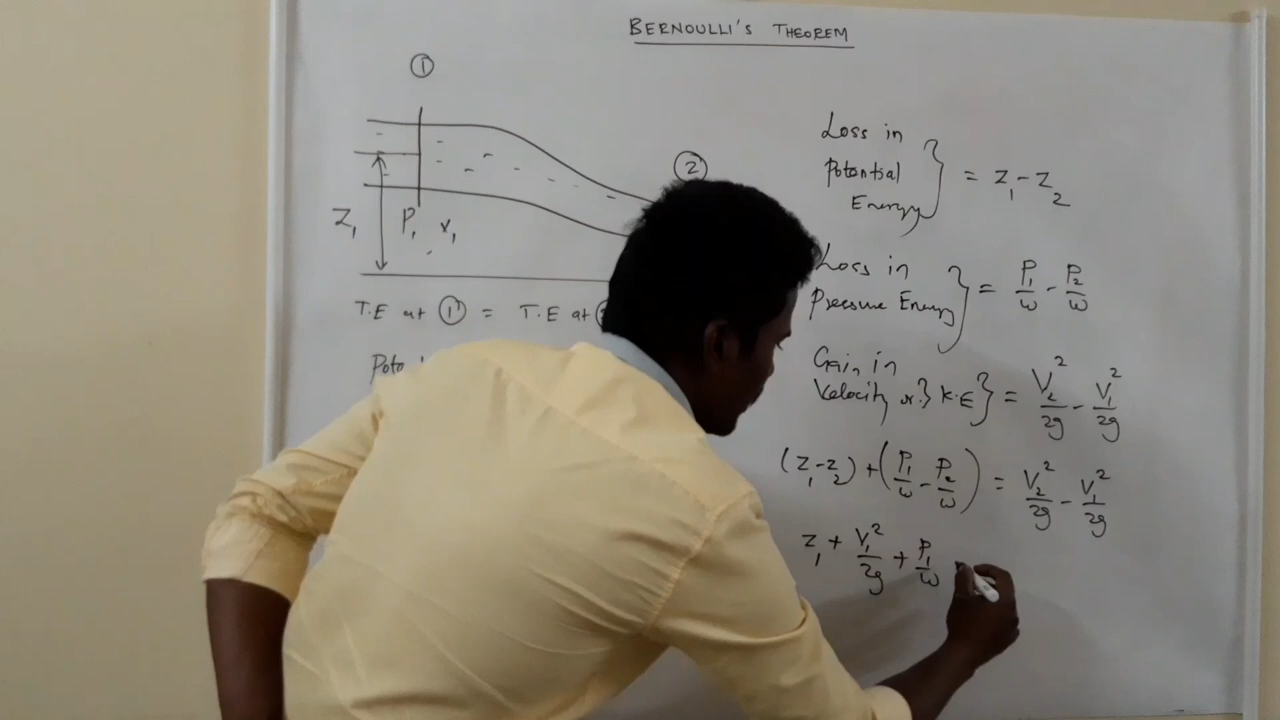 BERNOULLI'S THEOREM
①
②
Z₁ P₁ V₁
T.E at ① = T.E at
Loss in
Potential
Energy } = Z₁ - Z₂
Loss in
Pressure Energy } = P₁/ω - P₂/ω
Gain in
Velocity or } K.E } = V₂²/2g - V₁²/2g
(Z₁ - Z₂) + (P₁/ω - P₂/ω) = V₂²/2g - V₁²/2g
Z₁ + V₁²/2g + P₁/ω